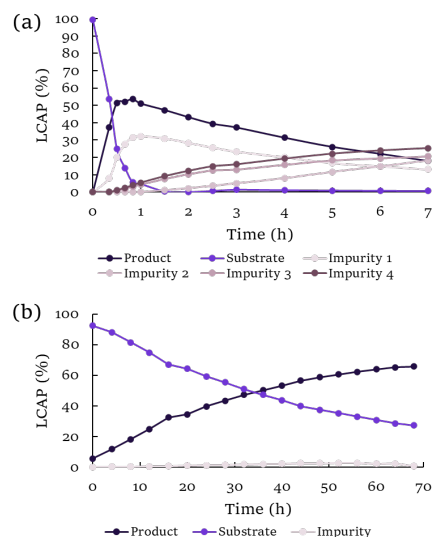 (a)
100
90
80
70
60
50
40
30
20
10
0
LCAP (%)
0 1 2 3 4 5 6 7
Time (h)
Product Substrate Impurity 1
Impurity 2 Impurity 3 Impurity 4
(b)
100
80
60
40
20
0
LCAP (%)
0 10 20 30 40 50 60 70
Time (h)
Product Substrate Impurity